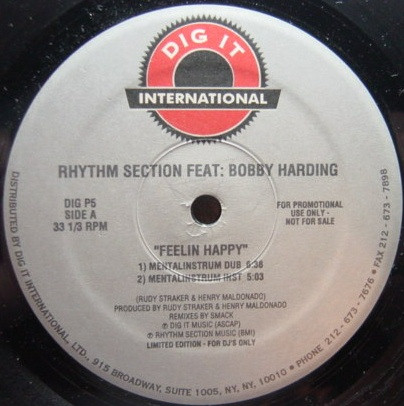 DIG IT
INTERNATIONAL
RHYTHM SECTION FEAT: BOBBY HARDING
DIG P5
SIDE A
33 1/3 RPM
FOR PROMOTIONAL
USE ONLY -
NOT FOR SALE
"FEELIN HAPPY"
1) MENTALINSTRUM DUB 6:38
2) MENTALINSTRUM INST 5:03
(RUDY STRAKER & HENRY MALDONADO)
PRODUCED BY RUDY STRAKER & HENRY MALDONADO
REMIXES BY SMACK
℗ DIG IT MUSIC (ASCAP)
℗ RHYTHM SECTION MUSIC (BMI)
LIMITED EDITION - FOR DJ'S ONLY
DISTRIBUTED BY DIG IT INTERNATIONAL, LTD., 915 BROADWAY, SUITE 1005, NY, NY, 10010 • PHONE 212-673-7676 • FAX 212-673-7898